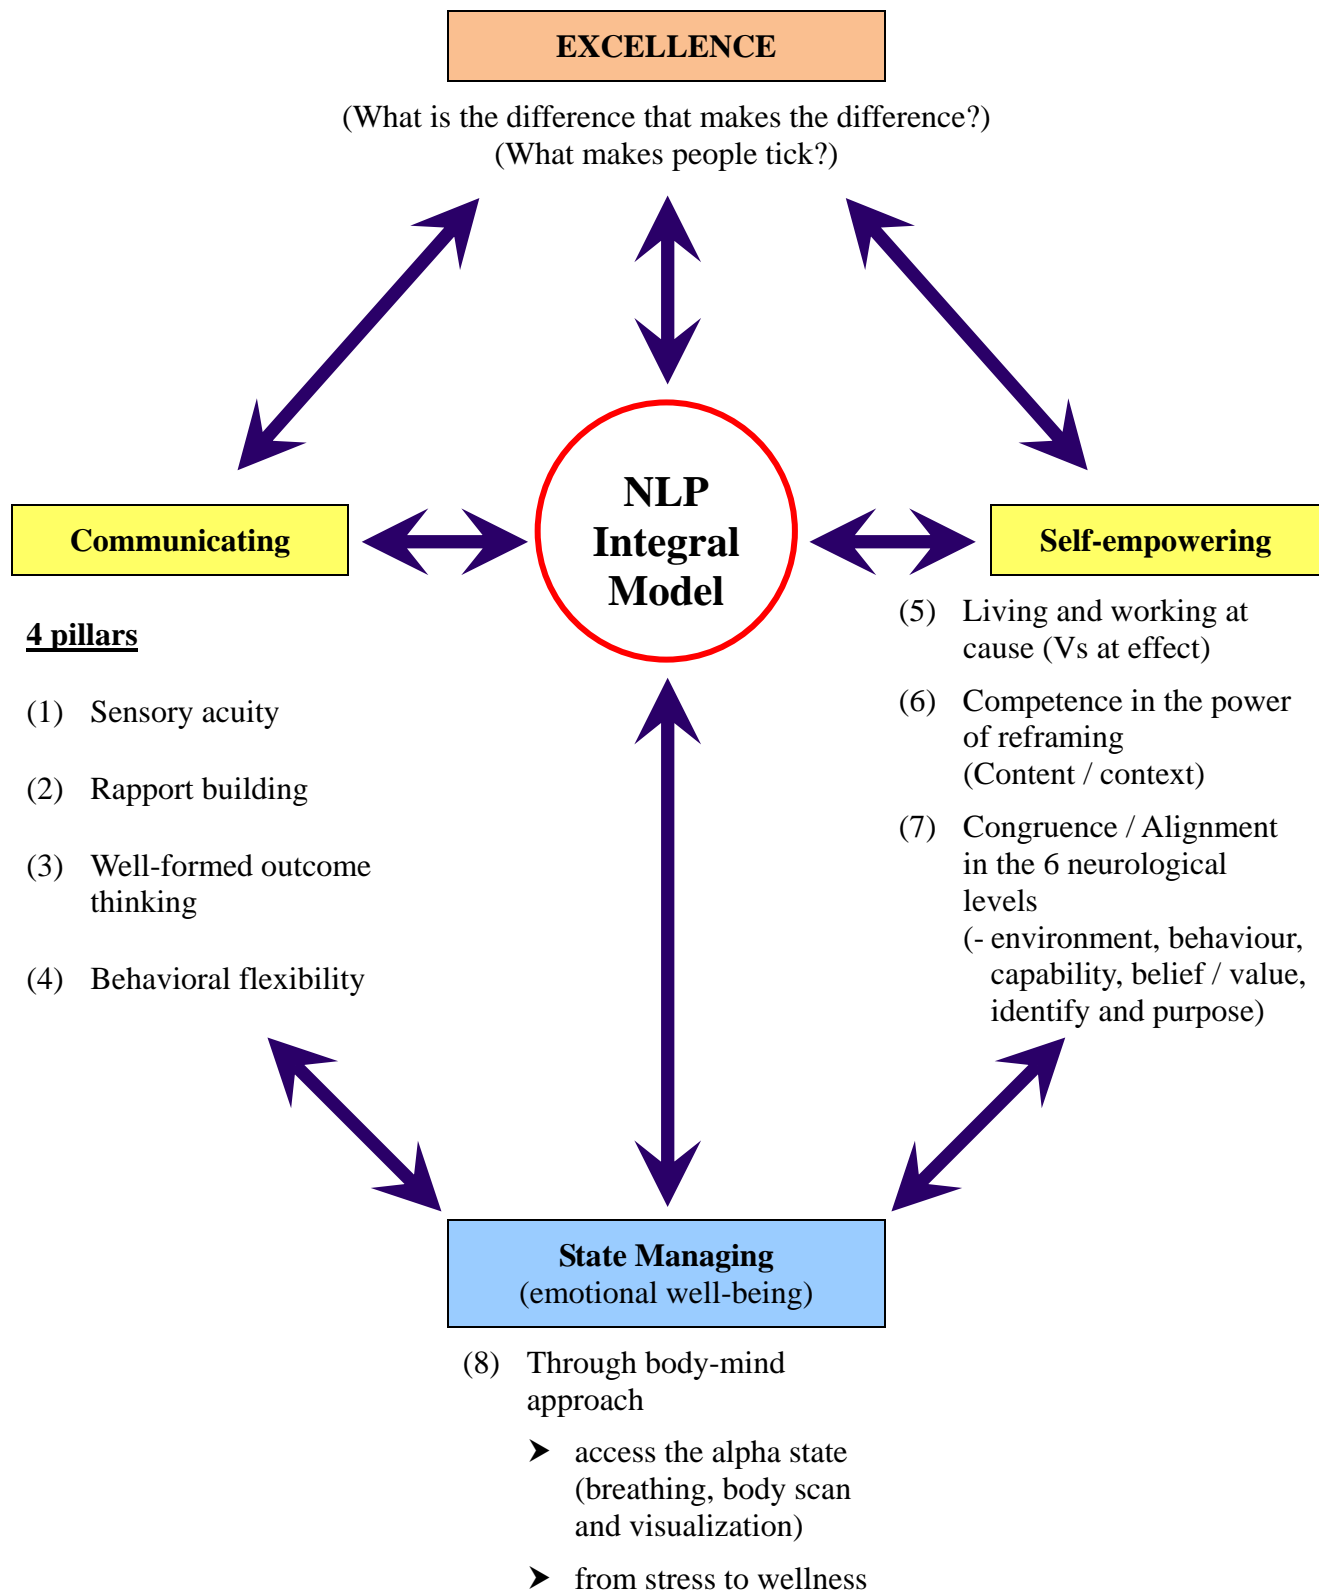 EXCELLENCE
(What is the difference that makes the difference?)
(What makes people tick?)
NLP
Integral
Model
Communicating
4 pillars
(1) Sensory acuity
(2) Rapport building
(3) Well-formed outcome
thinking
(4) Behavioral flexibility
Self-empowering
(5) Living and working at
cause (Vs at effect)
(6) Competence in the power
of reframing
(Content / context)
(7) Congruence / Alignment
in the 6 neurological
levels
(- environment, behaviour,
capability, belief / value,
identify and purpose)
State Managing
(emotional well-being)
(8) Through body-mind
approach
➤ access the alpha state
(breathing, body scan
and visualization)
➤ from stress to wellness